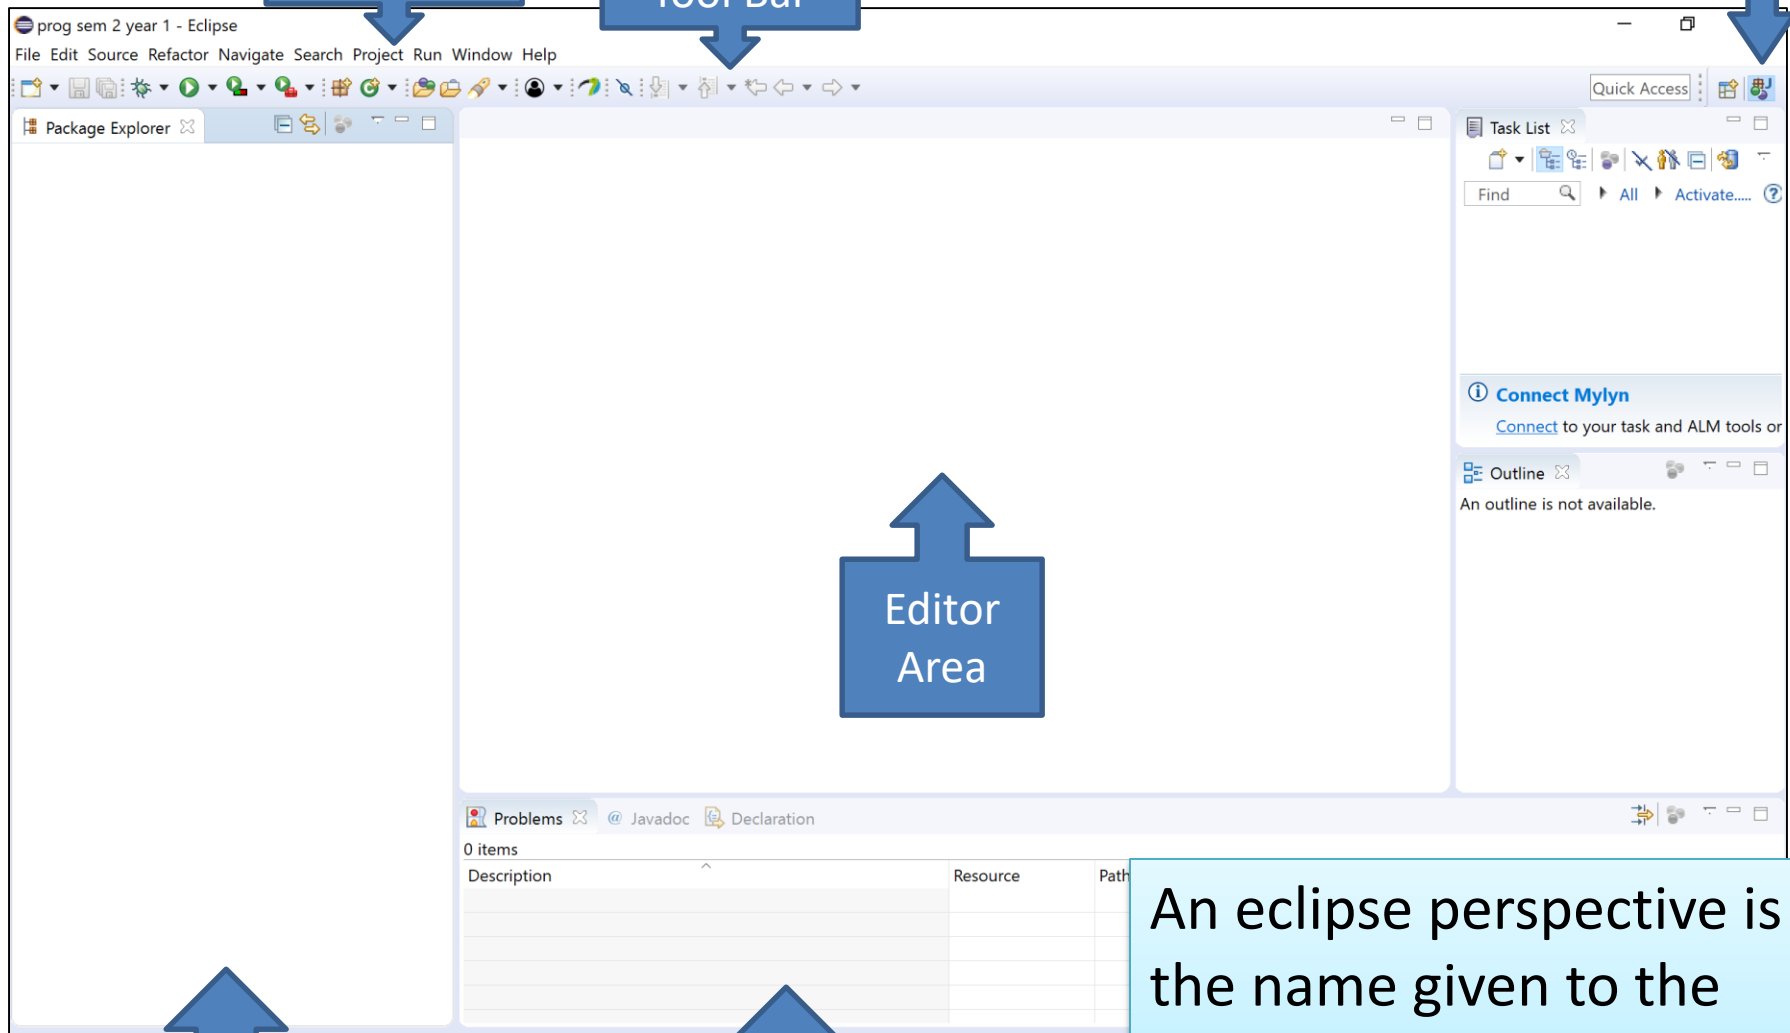 Tool Bar
prog sem 2 year 1 - Eclipse
File Edit Source Refactor Navigate Search Project Run Window Help
Quick Access
Package Explorer
Task List
Find
All
Activate.....
Connect Mylyn
Connect to your task and ALM tools or
Outline
An outline is not available.
Editor
Area
Problems
@ Javadoc
Declaration
0 items
Description
Resource
Path
An eclipse perspective is
the name given to the